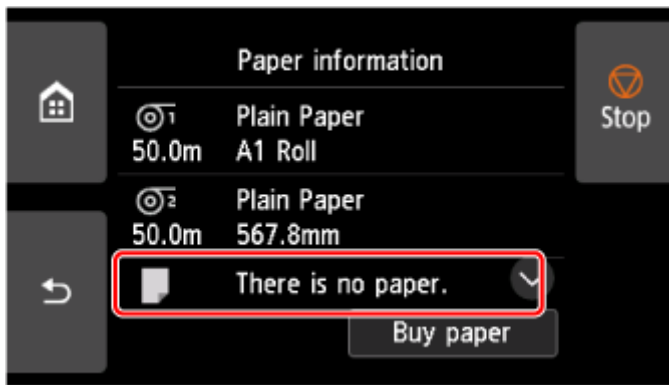 Paper information
1 Plain Paper
50.0m A1 Roll
2 Plain Paper
50.0m 567.8mm
There is no paper.
Buy paper
Stop